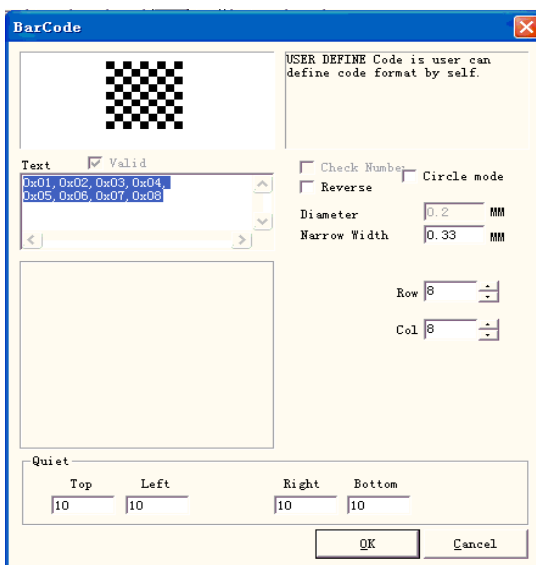 BarCode
USER DEFINE Code is user can
define code format by self.
Text
Valid
0x01, 0x02, 0x03, 0x04,
0x05, 0x06, 0x07, 0x08
Check Number
Circle mode
Reverse
Diameter 0.2 MM
Narrow Width 0.33 MM
Row 8
Col 8
Quiet
Top Left Right Bottom
10 10 10 10
OK Cancel